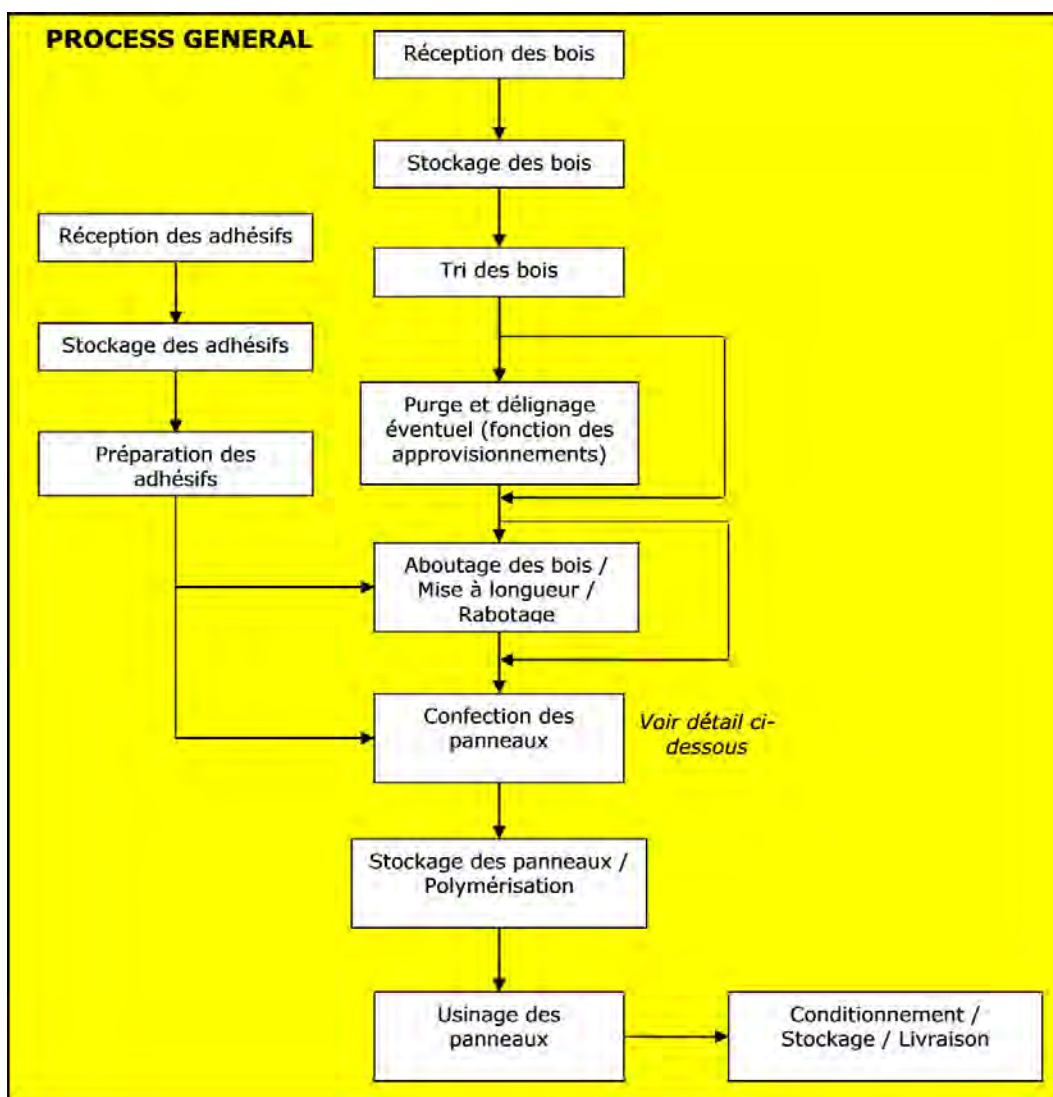 PROCESS GENERAL
Réception des bois
Stockage des bois
Réception des adhésifs
Tri des bois
Stockage des adhésifs
Purge et délignage
éventuel (fonction des
approvisionnements)
Préparation des
adhésifs
Aboutage des bois /
Mise à longueur /
Rabotage
Confection des
panneaux
Voir détail ci-
dessous
Stockage des panneaux /
Polymérisation
Usinage des
panneaux
Conditionnement /
Stockage / Livraison